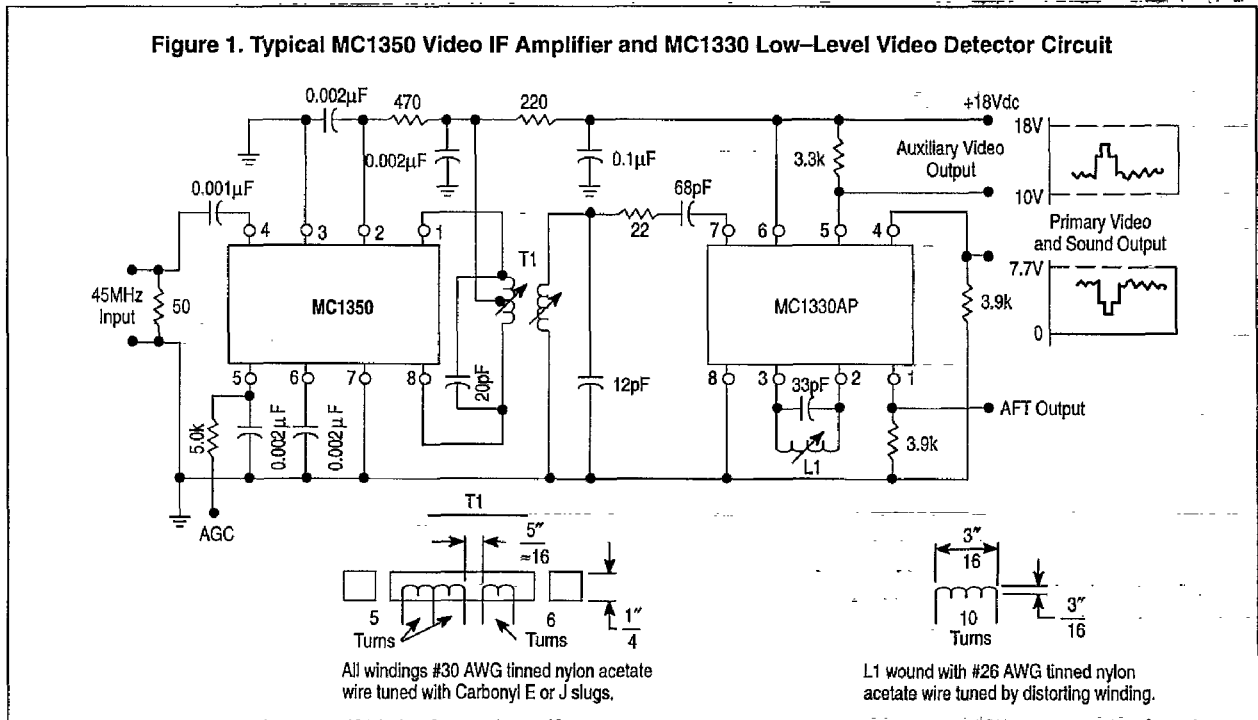 Figure 1. Typical MC1350 Video IF Amplifier and MC1330 Low–Level Video Detector Circuit
0.002µF
470
220
+18Vdc
18V
0.002µF
0.1µF
3.3k
Auxiliary Video
Output
10V
0.001µF
68pF
22
4
3
2
1
7
6
5
4
Primary Video
and Sound Output
T1
7.7V
45MHz
Input
50
MC1350
MC1330AP
3.9k
0
5
6
7
8
20pF
12pF
8
3
33pF
2
1
AFT Output
5.0k
0.002µF
0.002µF
L1
3.9k
AGC
T1
5″
≈16
3″
16
5
Turns
6
Turns
1″
4
10
Turns
3″
16
All windings #30 AWG tinned nylon acetate
wire tuned with Carbonyl E or J slugs.
L1 wound with #26 AWG tinned nylon
acetate wire tuned by distorting winding.